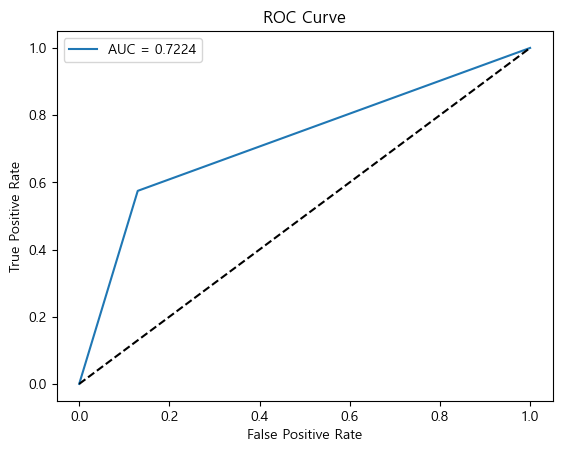 ROC Curve
AUC = 0.7224
True Positive Rate
1.0
0.8
0.6
0.4
0.2
0.0
0.0 0.2 0.4 0.6 0.8 1.0
False Positive Rate